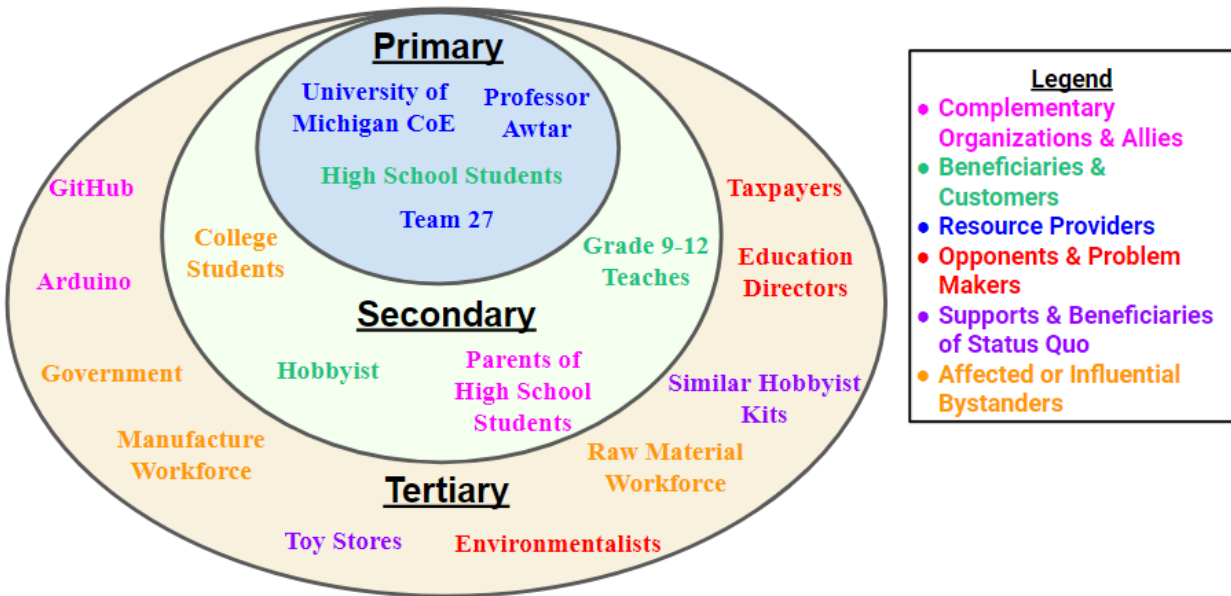 Primary
University of
Michigan CoE
Professor
Awtar
High School Students
Team 27
College
Students
Grade 9-12
Teaches
Secondary
Hobbyist
Parents of
High School
Students
GitHub
Arduino
Government
Manufacture
Workforce
Taxpayers
Education
Directors
Similar Hobbyist
Kits
Raw Material
Workforce
Tertiary
Toy Stores
Environmentalists
Legend
● Complementary
Organizations & Allies
● Beneficiaries &
Customers
● Resource Providers
● Opponents & Problem
Makers
● Supports & Beneficiaries
of Status Quo
● Affected or Influential
Bystanders